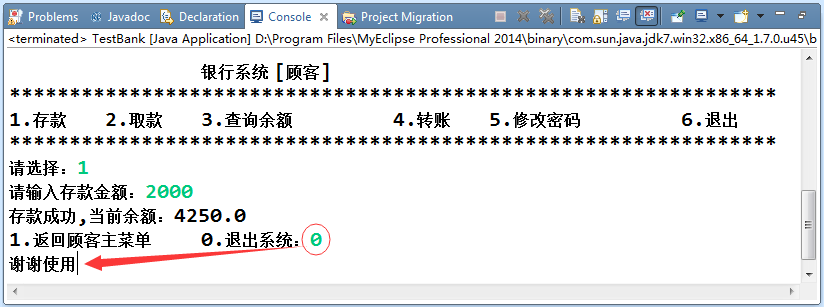 Problems @ Javadoc Declaration Console Project Migration
<terminated> TestBank [Java Application] D:\Program Files\MyEclipse Professional 2014\binary\com.sun.java.jdk7.win32.x86_64_1.7.0.u45\b
银行系统 [顾客]
****************************************************************
1.存款 2.取款 3.查询余额 4.转账 5.修改密码 6.退出
****************************************************************
请选择：1
请输入存款金额：2000
存款成功,当前余额：4250.0
1.返回顾客主菜单 0.退出系统：0
谢谢使用